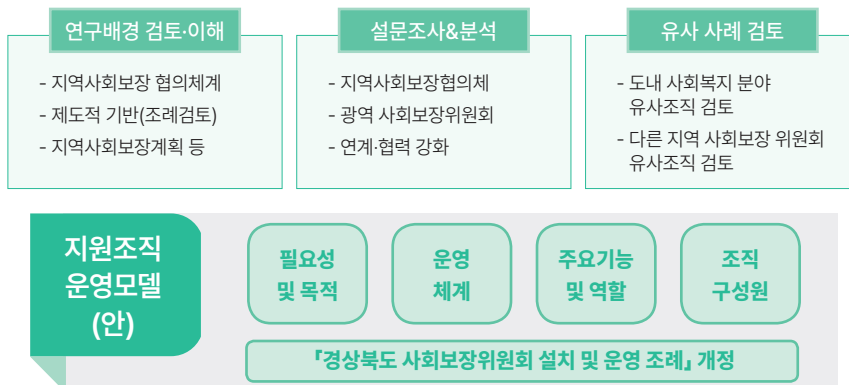 연구배경 검토·이해
- 지역사회보장 협의체계
- 제도적 기반(조례검토)
- 지역사회보장계획 등
설문조사&분석
- 지역사회보장협의체
- 광역 사회보장위원회
- 연계·협력 강화
유사 사례 검토
- 도내 사회복지 분야
유사조직 검토
- 다른 지역 사회보장 위원회
유사조직 검토
지원조직
운영모델
(안)
필요성
및 목적
운영
체계
주요기능
및 역할
조직
구성원
「경상북도 사회보장위원회 설치 및 운영 조례」 개정